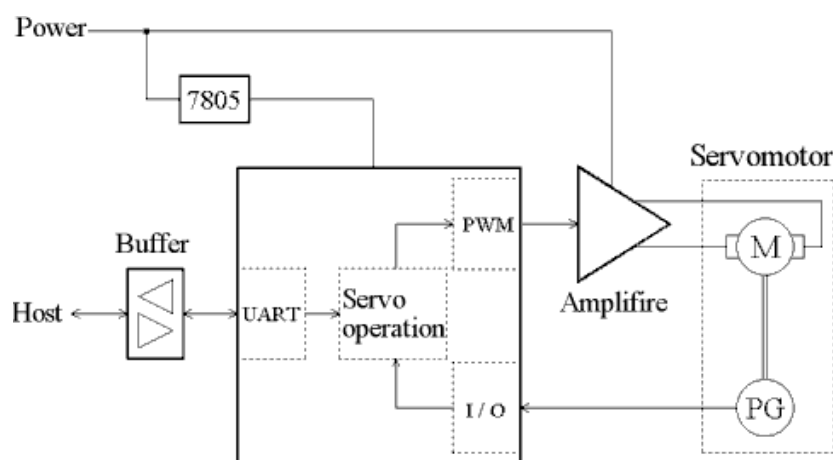 Power
7805
Servomotor
PWM
M
Buffer
Amplifire
Host
UART
Servo
operation
I / O
PG